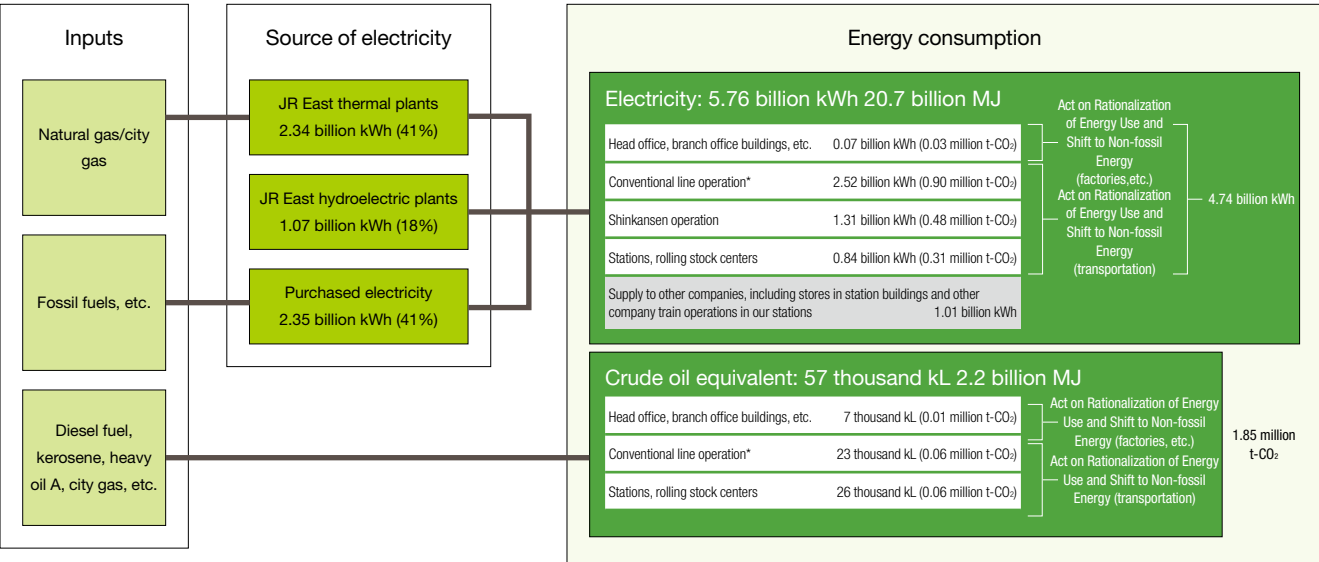 Inputs
Natural gas/city
gas
Fossil fuels, etc.
Diesel fuel,
kerosene, heavy
oil A, city gas, etc.
Source of electricity
JR East thermal plants
2.34 billion kWh (41%)
JR East hydroelectric plants
1.07 billion kWh (18%)
Purchased electricity
2.35 billion kWh (41%)
Energy consumption
Electricity: 5.76 billion kWh 20.7 billion MJ
Head office, branch office buildings, etc. 0.07 billion kWh (0.03 million t-CO₂)
Conventional line operation* 2.52 billion kWh (0.90 million t-CO₂)
Shinkansen operation 1.31 billion kWh (0.48 million t-CO₂)
Stations, rolling stock centers 0.84 billion kWh (0.31 million t-CO₂)
Supply to other companies, including stores in station buildings and other
company train operations in our stations 1.01 billion kWh
Act on Rationalization
of Energy Use and
Shift to Non-fossil
Energy
(factories,etc.)
Act on Rationalization
of Energy Use and
Shift to Non-fossil
Energy
(transportation)
4.74 billion kWh
Crude oil equivalent: 57 thousand kL 2.2 billion MJ
Head office, branch office buildings, etc. 7 thousand kL (0.01 million t-CO₂)
Conventional line operation* 23 thousand kL (0.06 million t-CO₂)
Stations, rolling stock centers 26 thousand kL (0.06 million t-CO₂)
Act on Rationalization of Energy
Use and Shift to Non-fossil
Energy (factories, etc.)
Act on Rationalization of Energy
Use and Shift to Non-fossil
Energy (transportation)
1.85 million
t-CO₂